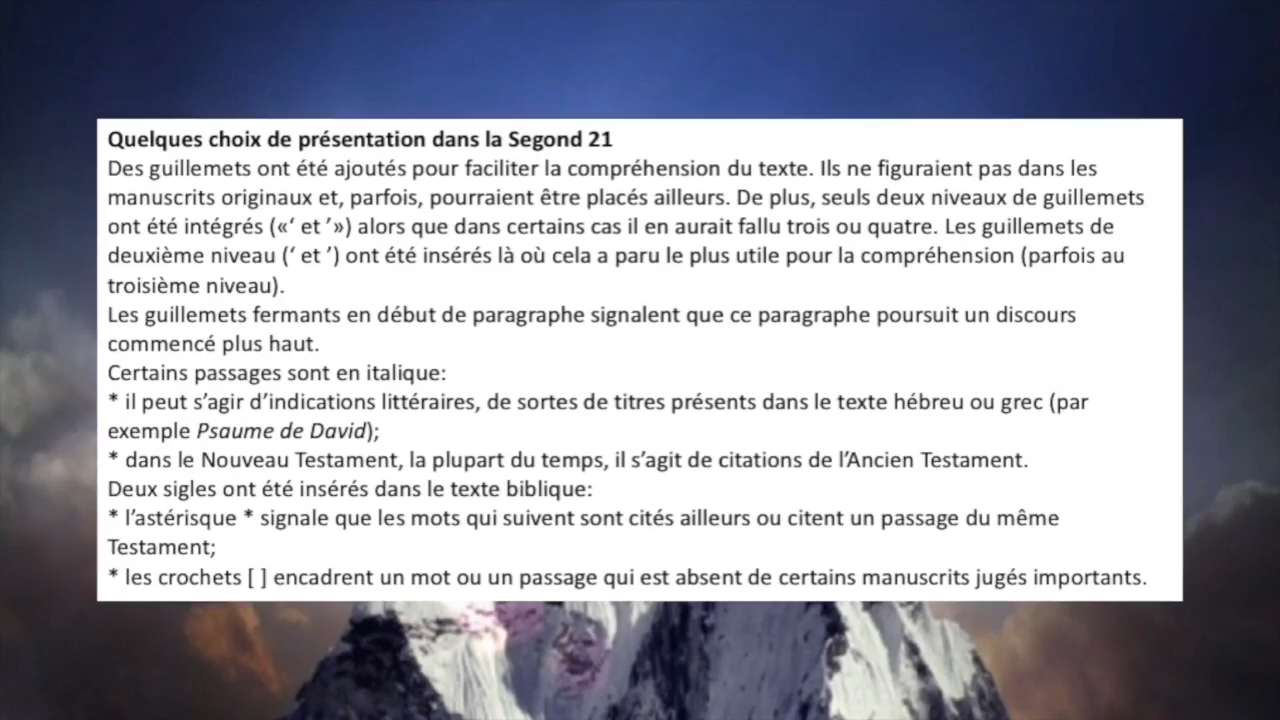 Quelques choix de présentation dans la Segond 21
Des guillemets ont été ajoutés pour faciliter la compréhension du texte. Ils ne figuraient pas dans les
manuscrits originaux et, parfois, pourraient être placés ailleurs. De plus, seuls deux niveaux de guillemets
ont été intégrés («‘ et ’») alors que dans certains cas il en aurait fallu trois ou quatre. Les guillemets de
deuxième niveau (‘ et ’) ont été insérés là où cela a paru le plus utile pour la compréhension (parfois au
troisième niveau).
Les guillemets fermants en début de paragraphe signalent que ce paragraphe poursuit un discours
commencé plus haut.
Certains passages sont en italique:
* il peut s’agir d’indications littéraires, de sortes de titres présents dans le texte hébreu ou grec (par
exemple Psaume de David);
* dans le Nouveau Testament, la plupart du temps, il s’agit de citations de l’Ancien Testament.
Deux sigles ont été insérés dans le texte biblique:
* l’astérisque * signale que les mots qui suivent sont cités ailleurs ou citent un passage du même
Testament;
* les crochets [ ] encadrent un mot ou un passage qui est absent de certains manuscrits jugés importants.